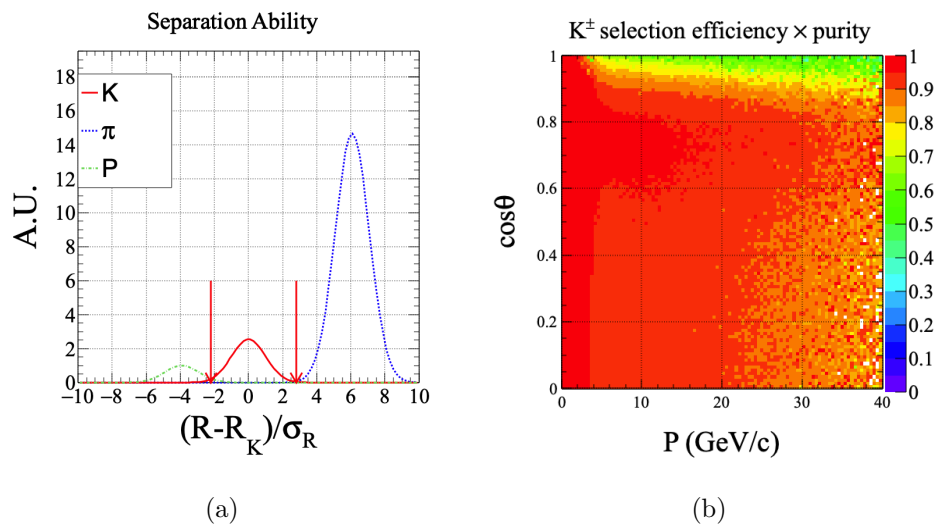 Separation Ability
A.U.
18
16
14
12
10
8
6
4
2
0
K
π
P
−10 −8 −6 −4 −2 0 2 4 6 8 10
(R-R_K)/σ_R
(a)
K± selection efficiency × purity
cosθ
1
0.8
0.6
0.4
0.2
0
0 10 20 30 40
P (GeV/c)
1
0.9
0.8
0.7
0.6
0.5
0.4
0.3
0.2
0.1
0
(b)